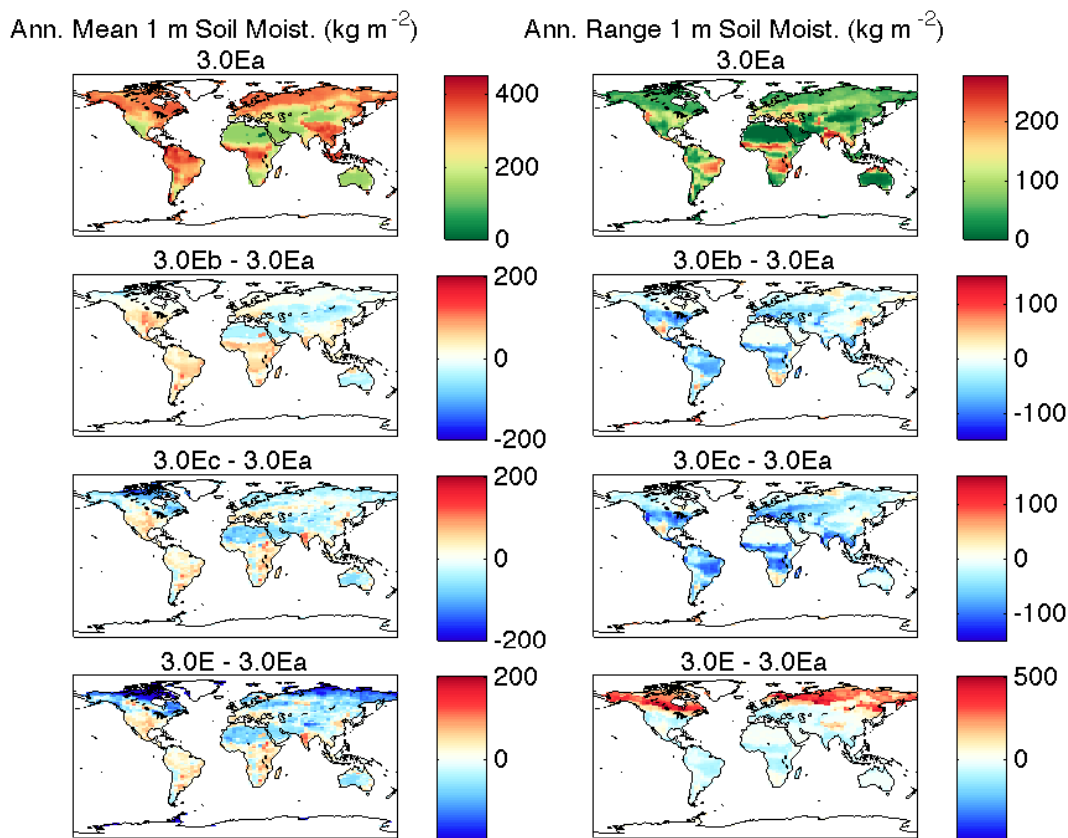 Ann. Mean 1 m Soil Moist. (kg m⁻²)
3.0Ea
400
200
0
Ann. Range 1 m Soil Moist. (kg m⁻²)
3.0Ea
200
100
0
3.0Eb - 3.0Ea
200
0
-200
3.0Eb - 3.0Ea
100
0
-100
3.0Ec - 3.0Ea
200
0
-200
3.0Ec - 3.0Ea
100
0
-100
3.0E - 3.0Ea
200
0
3.0E - 3.0Ea
500
0